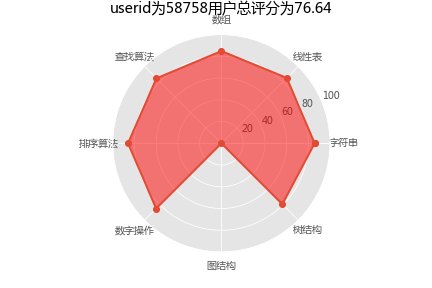 userid为58758用户总评分为76.64
数组
查找算法
线性表
100
80
60
40
20
排序算法
字符串
数字操作
树结构
图结构